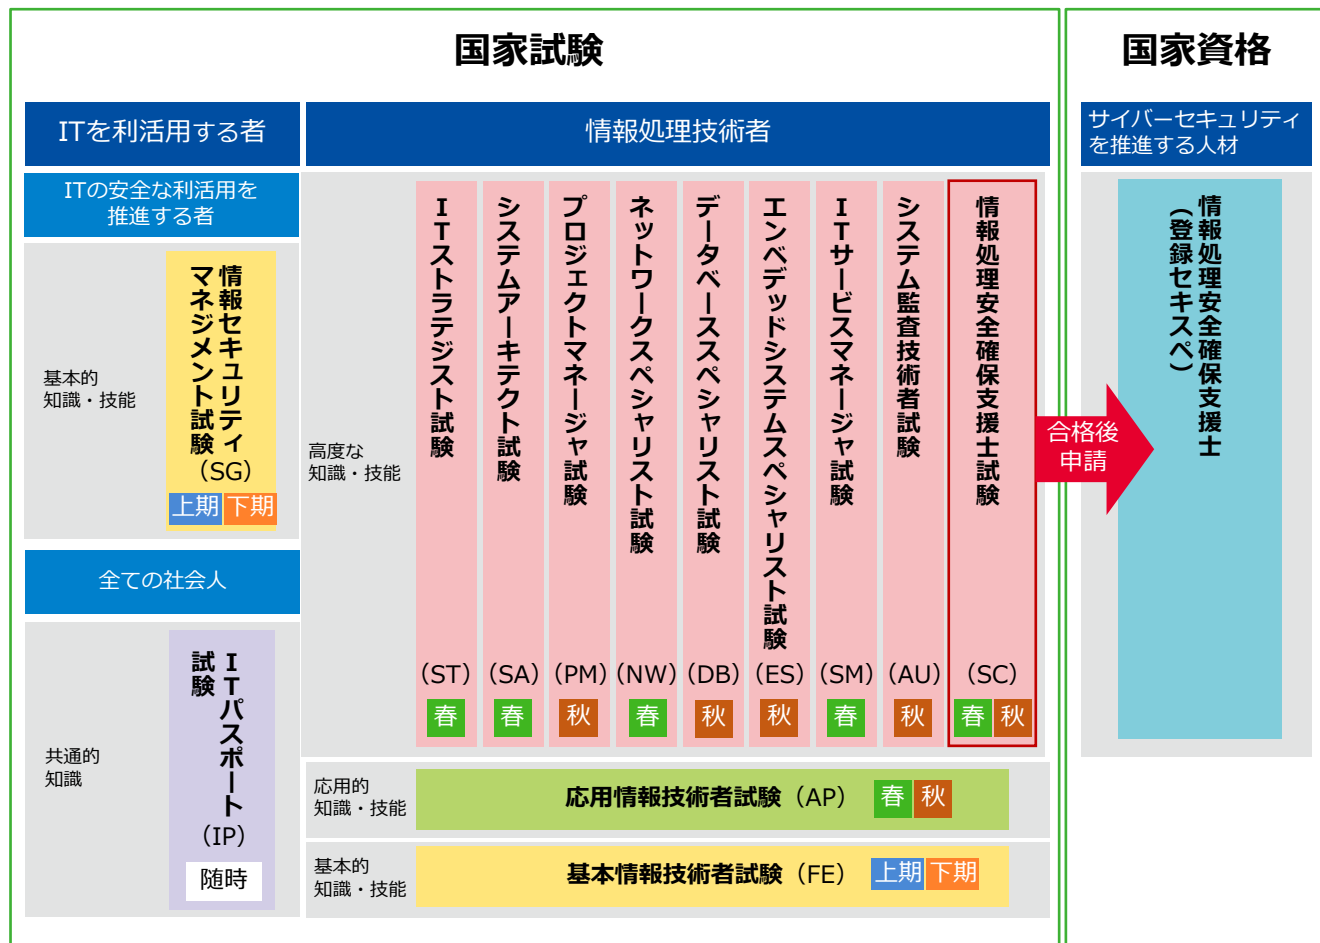 国家試験
国家資格
ITを利活用する者
情報処理技術者
サイバーセキュリティ
を推進する人材
ITの安全な利活用を
推進する者
基本的
知識・技能
情報セキュリティ
マネジメント試験
（SG）
上期 下期
全ての社会人
共通的
知識
ITパスポート
試験
（IP）
随時
高度な
知識・技能
ITストラテジスト試験
（ST）
春
システムアーキテクト試験
（SA）
春
プロジェクトマネージャ試験
（PM）
秋
ネットワークスペシャリスト試験
（NW）
春
データベーススペシャリスト試験
（DB）
秋
エンベデッドシステムスペシャリスト試験
（ES）
秋
ITサービスマネージャ試験
（SM）
春
システム監査技術者試験
（AU）
秋
情報処理安全確保支援士試験
（SC）
春 秋
合格後
申請
情報処理安全確保支援士
（登録セキスペ）
応用的
知識・技能
応用情報技術者試験（AP） 春 秋
基本的
知識・技能
基本情報技術者試験（FE） 上期 下期